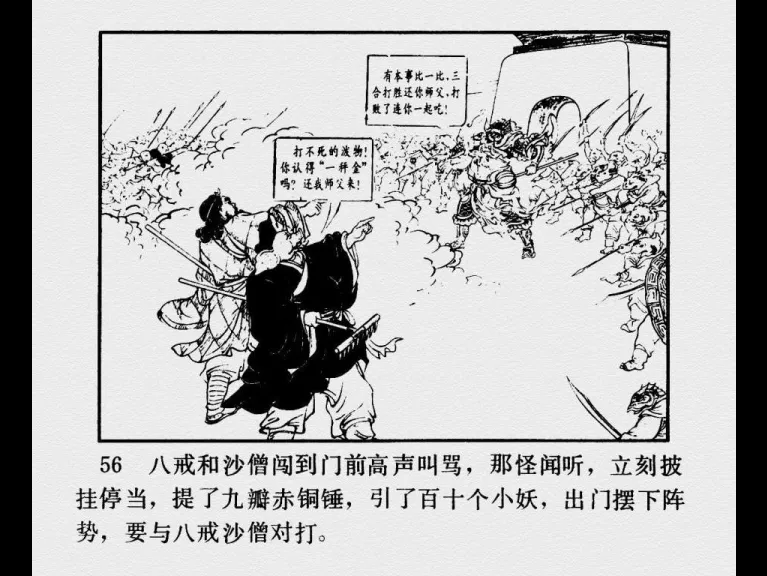 有本事比一比,三
合打胜还你师父,打
败了连你一起吃!
打不死的泼物!
你认得“一秤金”
吗?还我师父来!
56 八戒和沙僧闯到门前高声叫骂,那怪闻听,立刻披
挂停当,提了九瓣赤铜锤,引了百十个小妖,出门摆下阵
势,要与八戒沙僧对打。